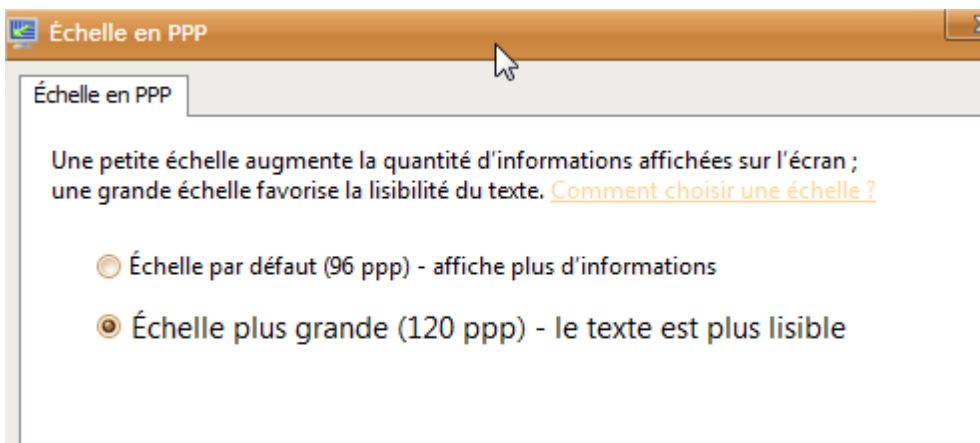 Échelle en PPP
Échelle en PPP
Une petite échelle augmente la quantité d'informations affichées sur l'écran ;
une grande échelle favorise la lisibilité du texte. Comment choisir une échelle ?
Échelle par défaut (96 ppp) - affiche plus d'informations
Échelle plus grande (120 ppp) - le texte est plus lisible